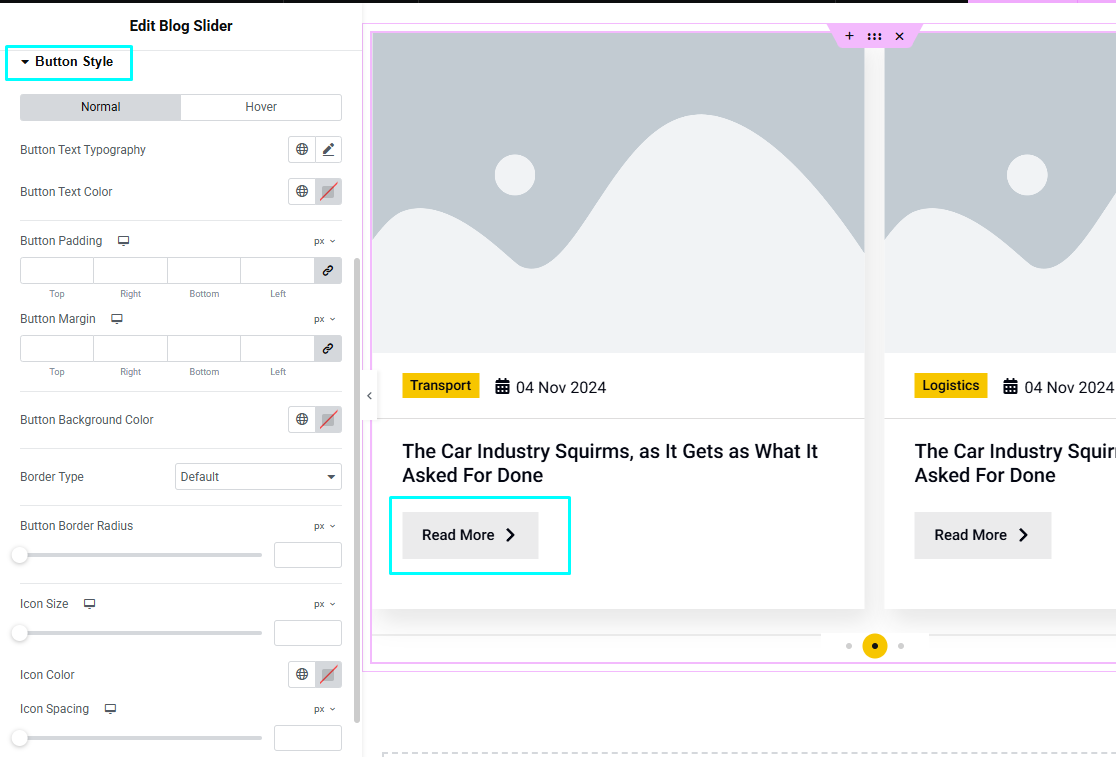 Edit Blog Slider
Button Style
Normal
Hover
Button Text Typography
Button Text Color
Button Padding
px
Top
Right
Bottom
Left
Button Margin
px
Top
Right
Bottom
Left
Button Background Color
Border Type
Default
Button Border Radius
px
Icon Size
px
Icon Color
Icon Spacing
px
Transport
04 Nov 2024
The Car Industry Squirms, as It Gets as What It
Asked For Done
Read More
Logistics
04 Nov 2024
The Car Industry Squir
Asked For Done
Read More